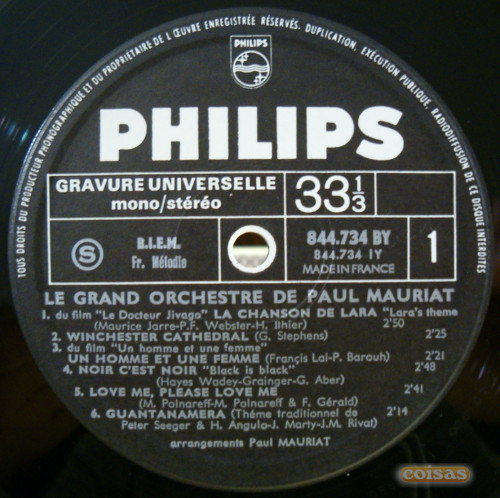 TOUS DROITS DU PRODUCTEUR PHONOGRAPHIQUE ET DU PROPRIÉTAIRE DE L'ŒUVRE ENREGISTRÉE RÉSERVÉS. DUPLICATION, EXÉCUTION PUBLIQUE, RADIODIFFUSION DE CE DISQUE INTERDITES
PHILIPS
PHILIPS
GRAVURE UNIVERSELLE
mono/stéréo
33 1/3
S
B.I.E.M.
Fr. Mélodie
844.734 BY
844.734 1Y
MADE IN FRANCE
1
LE GRAND ORCHESTRE DE PAUL MAURIAT
1. du film "Le Docteur Jivago" LA CHANSON DE LARA "Lara's theme
(Maurice Jarre-P.F. Webster-H. Ithier) 2'50
2. WINCHESTER CATHEDRAL (G. Stephens) 2'25
3. du film "Un homme et une femme"
UN HOMME ET UNE FEMME (Françis Lai-P. Barouh) 2'21
4. NOIR C'EST NOIR "Black is black" 2'48
(Hayes Wadey-Grainger-G. Aber)
5. LOVE ME, PLEASE LOVE ME 2'41
(M. Polnareff-M. Polnareff & F. Gérald)
6. GUANTANAMERA (Thème traditionnel de 2'14
Peter Seeger & H. Angulo-J. Marty-J.M. Rivat)
arrangements Paul MAURIAT
coisas